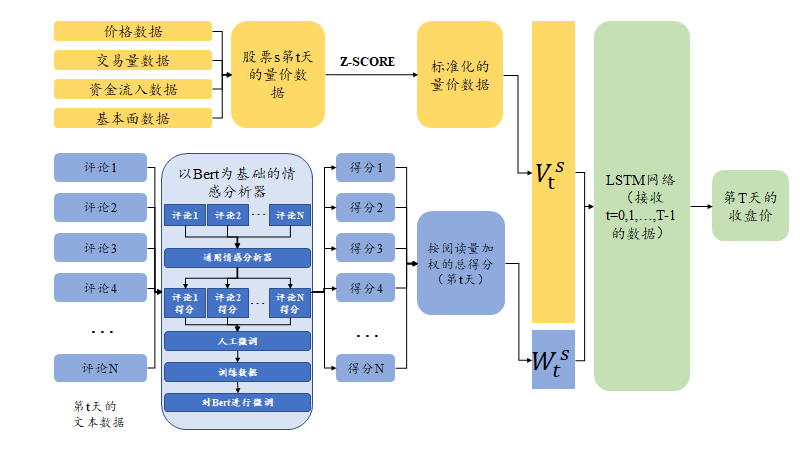 价格数据
交易量数据
资金流入数据
基本面数据
股票s第t天
的量价数
据
Z-SCORE
标准化的
量价数据
V_t^s
LSTM网络
（接收
t=0,1,…,T-1
的数据）
第T天的
收盘价
评论1
评论2
评论3
评论4
...
评论N
第t天的
文本数据
以Bert为基础的情
感分析器
评论1
评论2
...
评论N
通用情感分析器
评论1
得分
评论2
得分
...
评论N
得分
人工微调
训练数据
对Bert进行微调
得分1
得分2
得分3
得分4
...
得分N
按阅读量加
权的总得分
（第t天）
W_t^s